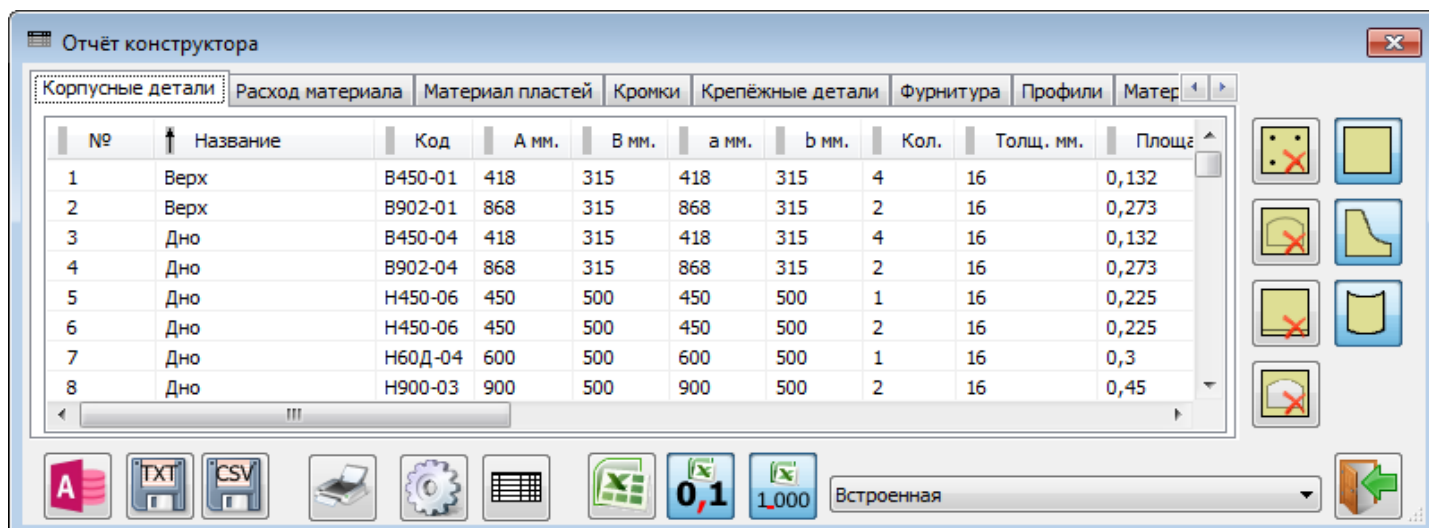 Отчёт конструктора
Корпусные детали Расход материала Материал пластей Кромки Крепёжные детали Фурнитура Профили Матер
№ Название Код А мм. В мм. а мм. b мм. Кол. Толщ. мм. Площа
1 Верх В450-01 418 315 418 315 4 16 0,132
2 Верх В902-01 868 315 868 315 2 16 0,273
3 Дно В450-04 418 315 418 315 4 16 0,132
4 Дно В902-04 868 315 868 315 2 16 0,273
5 Дно Н450-06 450 500 450 500 1 16 0,225
6 Дно Н450-06 450 500 450 500 2 16 0,225
7 Дно Н60Д-04 600 500 600 500 1 16 0,3
8 Дно Н900-03 900 500 900 500 2 16 0,45
A TXT CSV 0,1 1,000 Встроенная